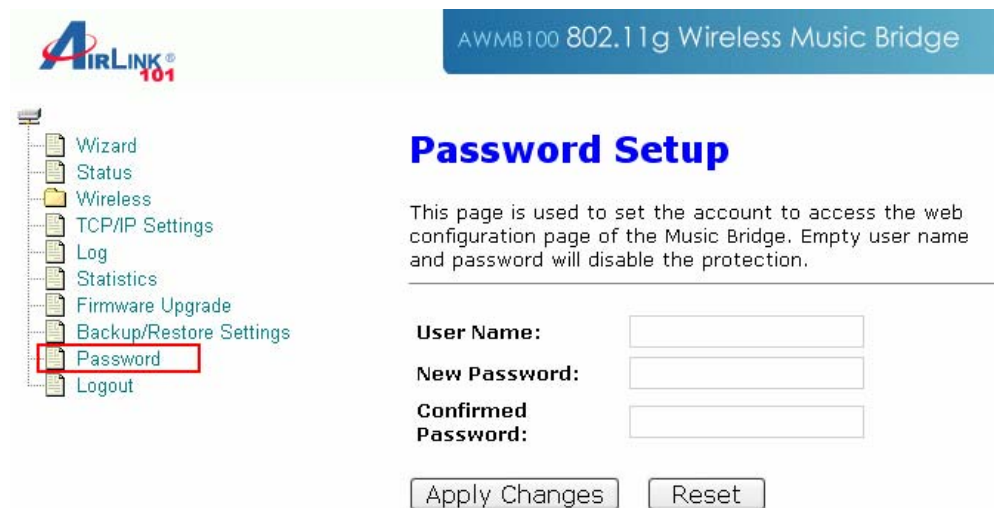 AIRLINK® 101
AWMB100 802.11g Wireless Music Bridge
Wizard
Status
Wireless
TCP/IP Settings
Log
Statistics
Firmware Upgrade
Backup/Restore Settings
Password
Logout
Password Setup
This page is used to set the account to access the web
configuration page of the Music Bridge. Empty user name
and password will disable the protection.
User Name:
New Password:
Confirmed
Password:
Apply Changes Reset